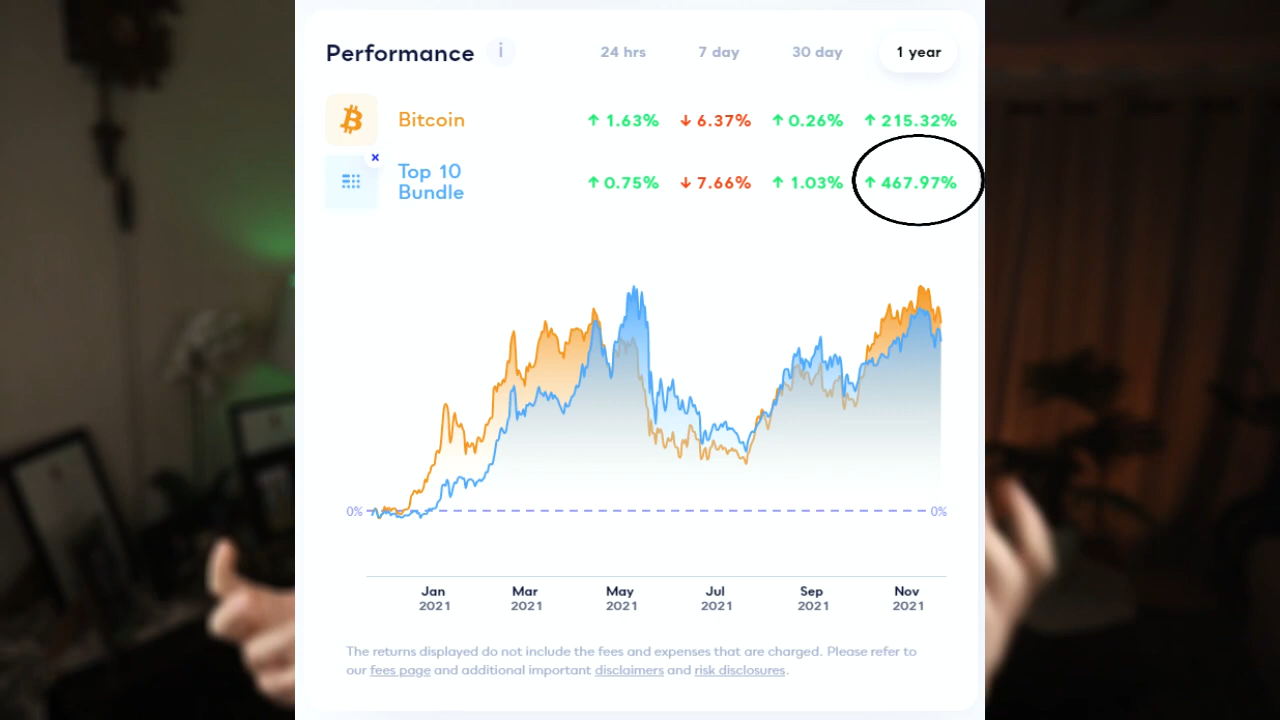 Performance i 24 hrs 7 day 30 day 1 year
Bitcoin ↑ 1.63% ↓ 6.37% ↑ 0.26% ↑ 215.32%
×
Top 10
Bundle ↑ 0.75% ↓ 7.66% ↑ 1.03% ↑ 467.97%
0% 0%
Jan Mar May Jul Sep Nov
2021 2021 2021 2021 2021 2021
The returns displayed do not include the fees and expenses that are charged. Please refer to
our fees page and additional important disclaimers and risk disclosures.